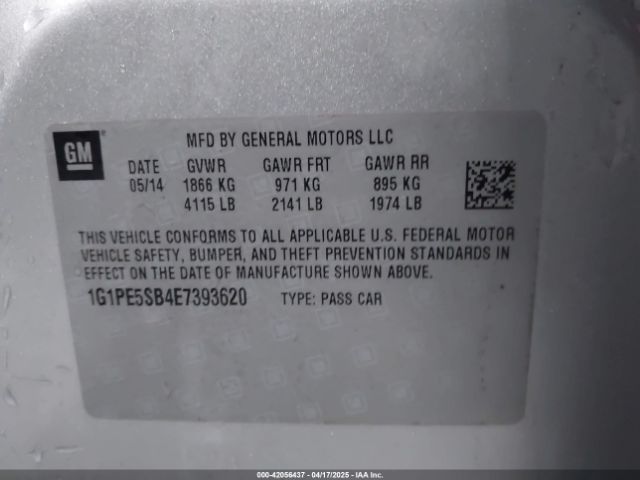 GM
MFD BY GENERAL MOTORS LLC
DATE GVWR GAWR FRT GAWR RR
05/14 1866 KG 971 KG 895 KG
4115 LB 2141 LB 1974 LB
THIS VEHICLE CONFORMS TO ALL APPLICABLE U.S. FEDERAL MOTOR
VEHICLE SAFETY, BUMPER, AND THEFT PREVENTION STANDARDS IN
EFFECT ON THE DATE OF MANUFACTURE SHOWN ABOVE.
1G1PE5SB4E7393620 TYPE: PASS CAR
000-42056437 - 04/17/2025 - IAA Inc.